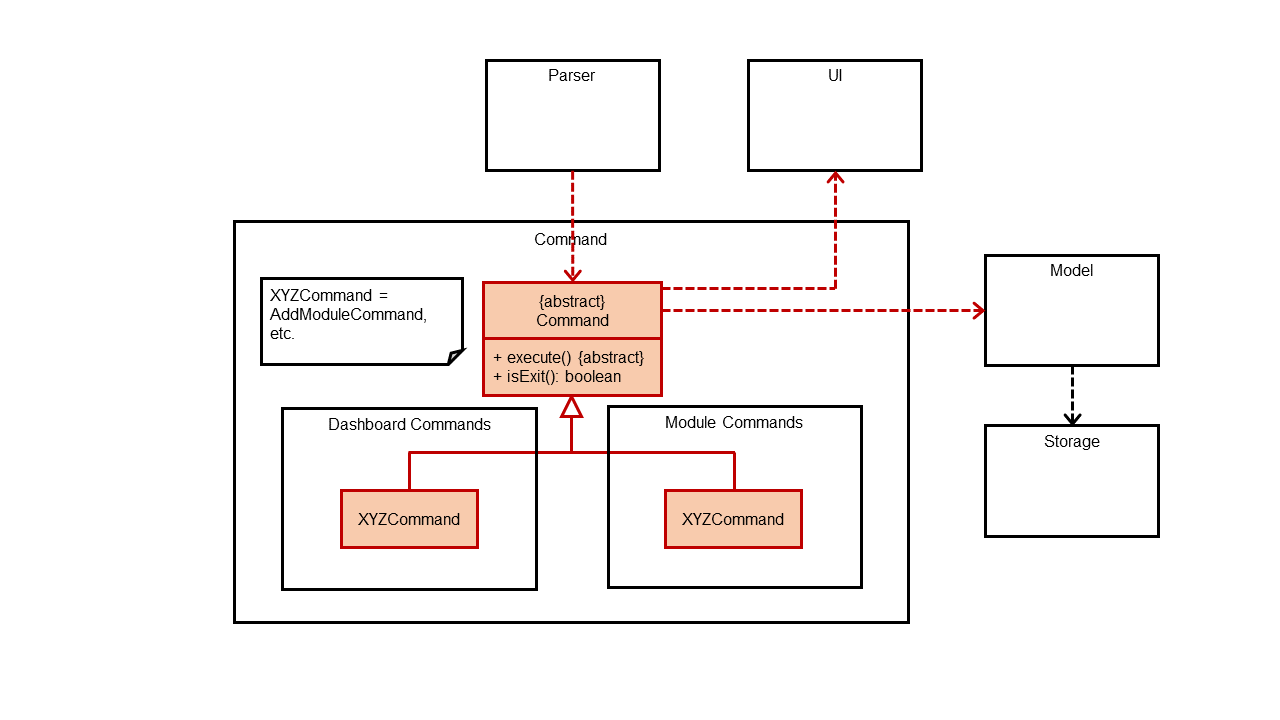 Parser
UI
Command
XYZCommand =
AddModuleCommand,
etc.
{abstract}
Command
+ execute() {abstract}
+ isExit(): boolean
Model
Dashboard Commands
Module Commands
Storage
XYZCommand
XYZCommand